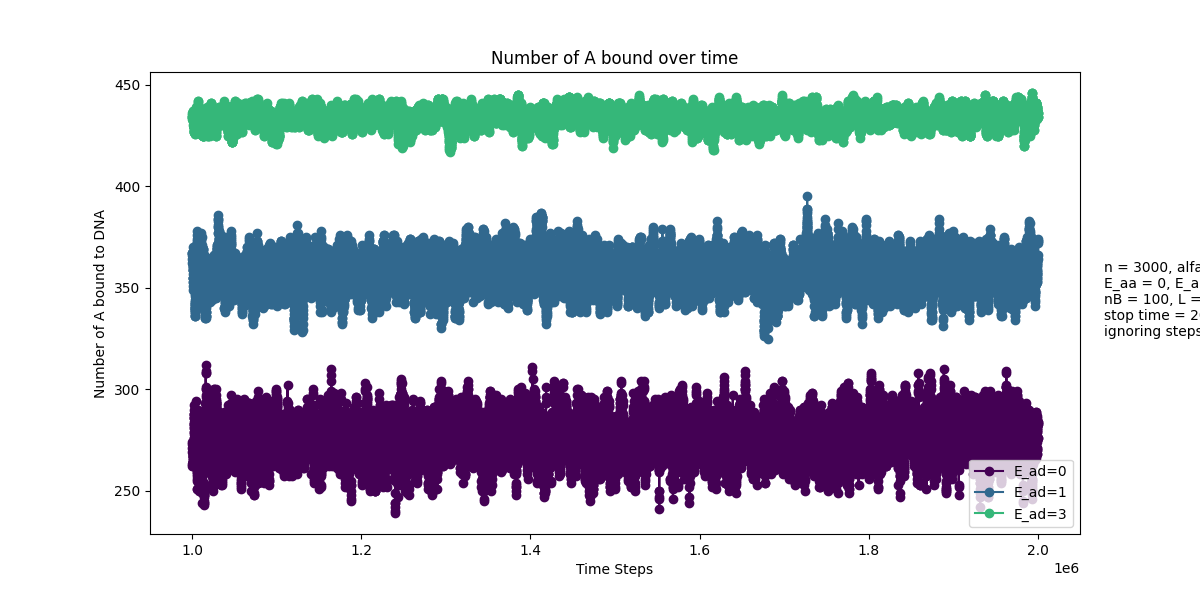 Number of A bound over time
Number of A bound to DNA
450
400
350
300
250
1.0
1.2
1.4
1.6
1.8
2.0
1e6
Time Steps
E_ad=0
E_ad=1
E_ad=3
n = 3000, alfa
E_aa = 0, E_a
nB = 100, L =
stop time = 20
ignoring steps